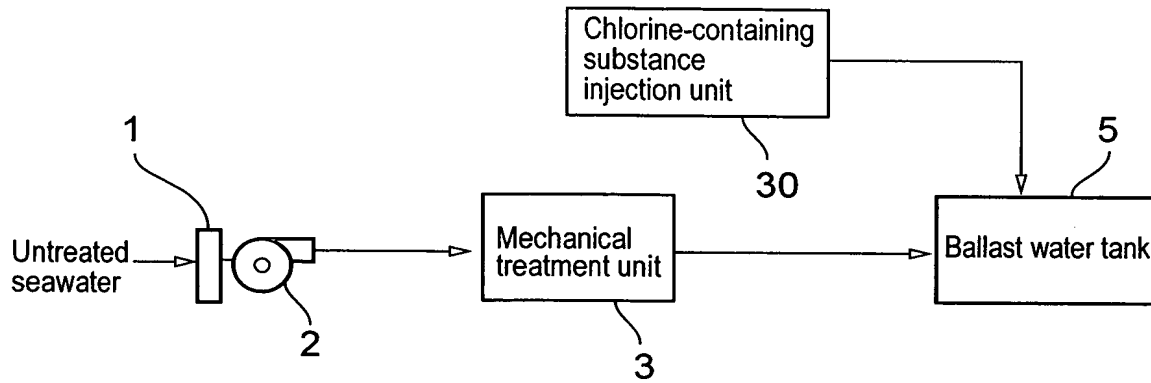 Chlorine-containing
substance
injection unit
30
1
5
Untreated
seawater
2
Mechanical
treatment unit
3
Ballast water tank